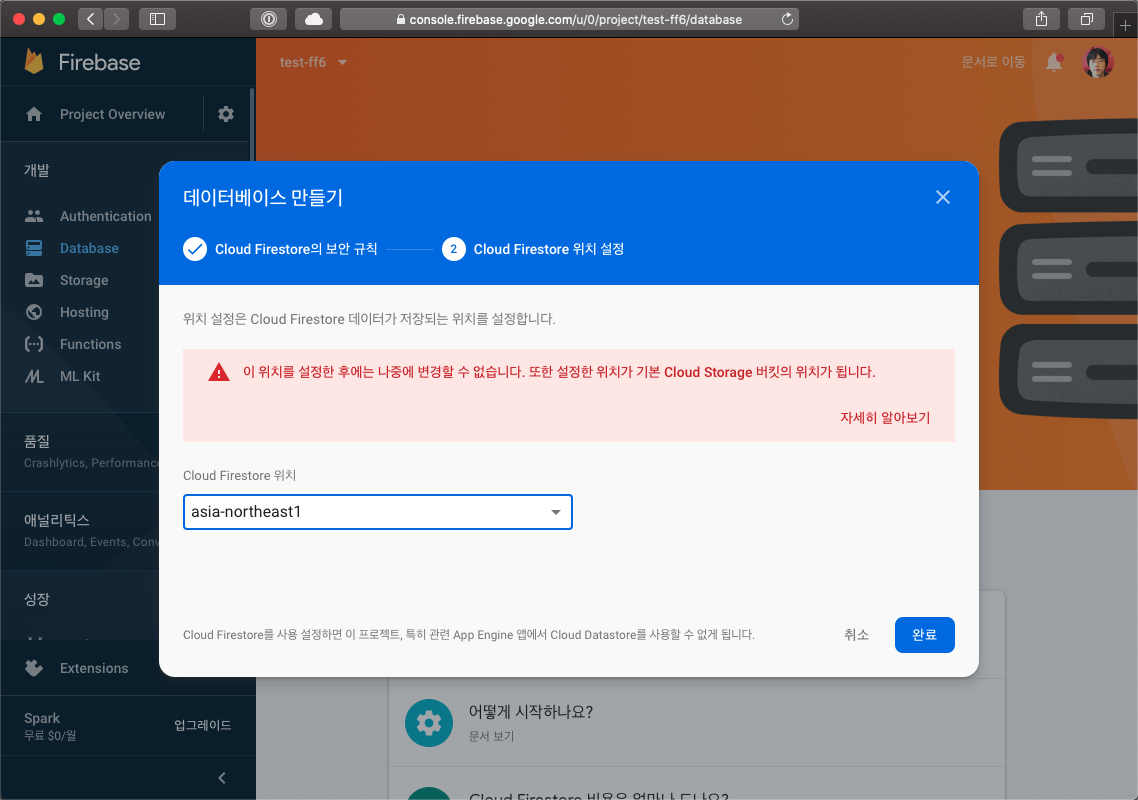 console.firebase.google.com/u/0/project/test-ff6/database
Firebase
test-ff6
문서로 이동
Project Overview
개발
Authentication
Database
Storage
Hosting
Functions
ML Kit
품질
Crashlytics, Performance
애널리틱스
Dashboard, Events, Conv
성장
Extensions
Spark
무료 $0/월
업그레이드
데이터베이스 만들기
Cloud Firestore의 보안 규칙
2
Cloud Firestore 위치 설정
위치 설정은 Cloud Firestore 데이터가 저장되는 위치를 설정합니다.
이 위치를 설정한 후에는 나중에 변경할 수 없습니다. 또한 설정한 위치가 기본 Cloud Storage 버킷의 위치가 됩니다.
자세히 알아보기
Cloud Firestore 위치
asia-northeast1
Cloud Firestore를 사용 설정하면 이 프로젝트, 특히 관련 App Engine 앱에서 Cloud Datastore를 사용할 수 없게 됩니다.
취소
완료
어떻게 시작하나요?
문서 보기
Cloud Firestore 비용은 얼마나 드나요?